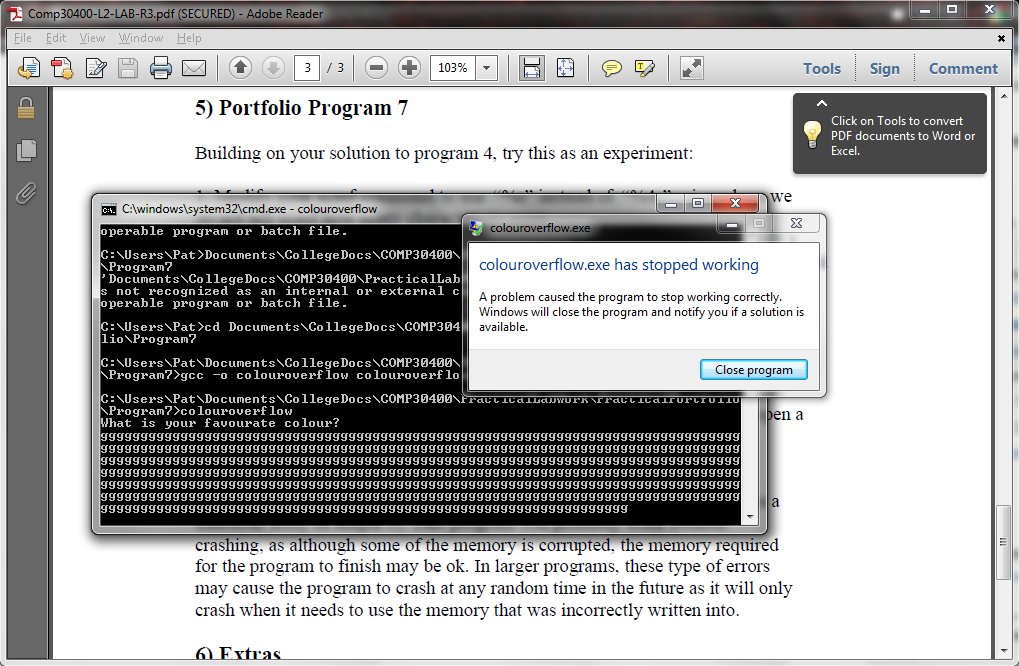 Comp30400-L2-LAB-R3.pdf (SECURED) - Adobe Reader
File Edit View Window Help
3 / 3 103% Tools Sign Comment
5) Portfolio Program 7
Click on Tools to convert
PDF documents to Word or
Excel.
Building on your solution to program 4, try this as an experiment:
we
C:\windows\system32\cmd.exe - colouroverflow
operable program or batch file.
C:\Users\Pat>Documents\CollegeDocs\COMP30400\
\Program7
'Documents\CollegeDocs\COMP30400\PracticalLab
s not recognized as an internal or external c
operable program or batch file.
C:\Users\Pat>cd Documents\CollegeDocs\COMP304
lio\Program7
C:\Users\Pat\Documents\CollegeDocs\COMP30400\
\Program7>gcc -o colouroverflow colouroverflo
C:\Users\Pat\Documents\CollegeDocs\COMP30400\PracticalLabwork\PracticalPortfolio
\Program7>colouroverflow
What is your favourate colour?
gggggggggggggggggggggggggggggggggggggggggggggggggggggggggggggggggggggggggggggggg
gggggggggggggggggggggggggggggggggggggggggggggggggggggggggggggggggggggggggggggggg
gggggggggggggggggggggggggggggggggggggggggggggggggggggggggggggggggggggggggggggggg
gggggggggggggggggggggggggggggggggggggggggggggggggggggggggggggggggggggggggggggggg
gggggggggggggggggggggggggggggggggggggggggggggggggggggggggggggggggggggggggggggggg
ggggggggggggggggggggggggggggggggggggggggggggggggggggggggggggggggggggggggggggggggg
gggggggggggggggggggggggggggggggggggggggggggggggggggggggggggggggggg
colouroverflow.exe
colouroverflow.exe has stopped working
A problem caused the program to stop working correctly.
Windows will close the program and notify you if a solution is
available.
Close program
pen a
a
crashing, as although some of the memory is corrupted, the memory required
for the program to finish may be ok. In larger programs, these type of errors
may cause the program to crash at any random time in the future as it will only
crash when it needs to use the memory that was incorrectly written into.
6) Extras